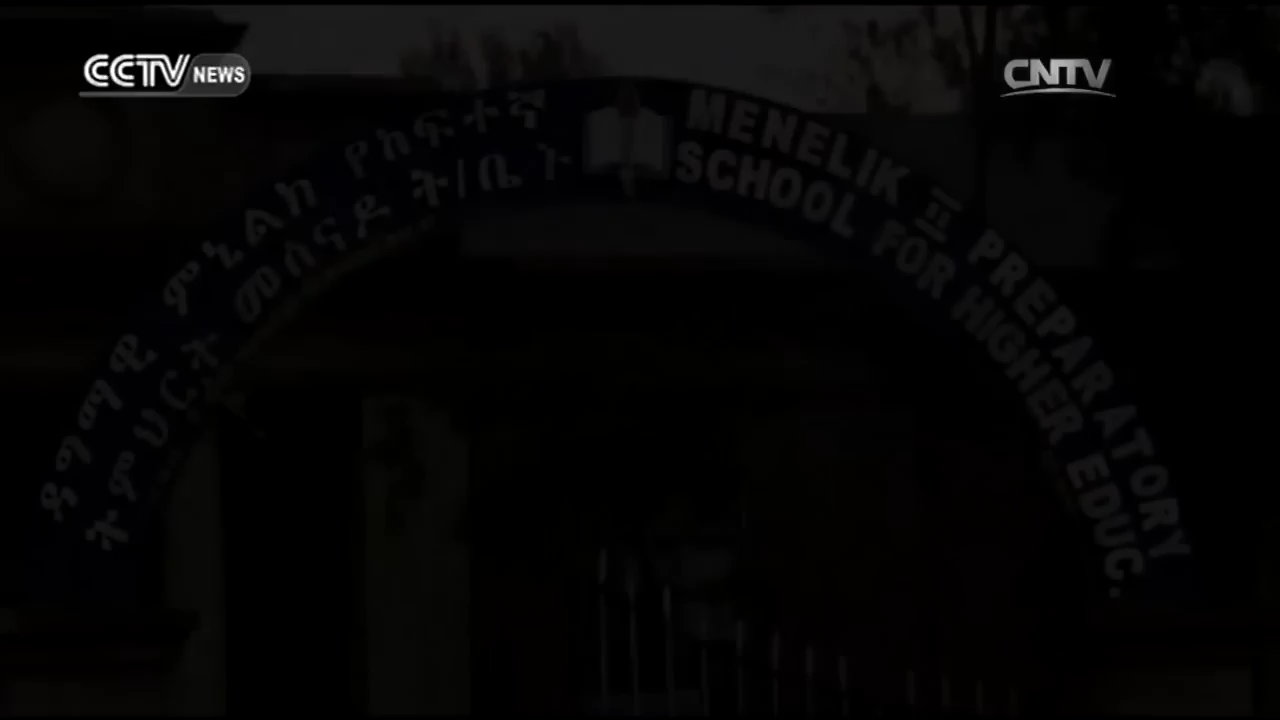 CCTV NEWS
CNTV
ዳግማዊ ምኒልክ የከፍተኛ
ትምህርት መሰናዶ ት/ቤት
MENELIK II PREPARATORY
SCHOOL FOR HIGHER EDUC.